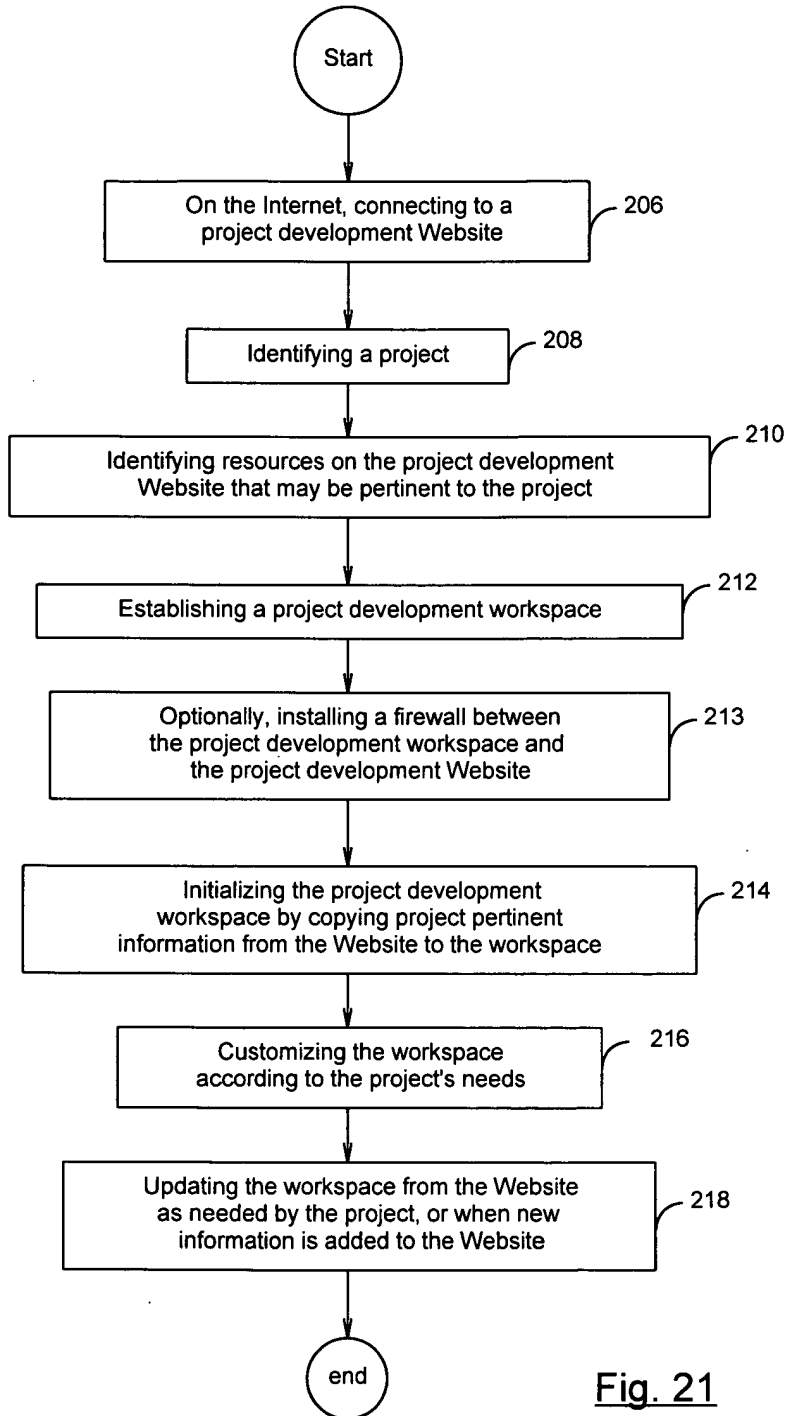 Start
On the Internet, connecting to a
project development Website
206
Identifying a project
208
Identifying resources on the project development
Website that may be pertinent to the project
210
Establishing a project development workspace
212
Optionally, installing a firewall between
the project development workspace and
the project development Website
213
Initializing the project development
workspace by copying project pertinent
information from the Website to the workspace
214
Customizing the workspace
according to the project's needs
216
Updating the workspace from the Website
as needed by the project, or when new
information is added to the Website
218
end
Fig. 21